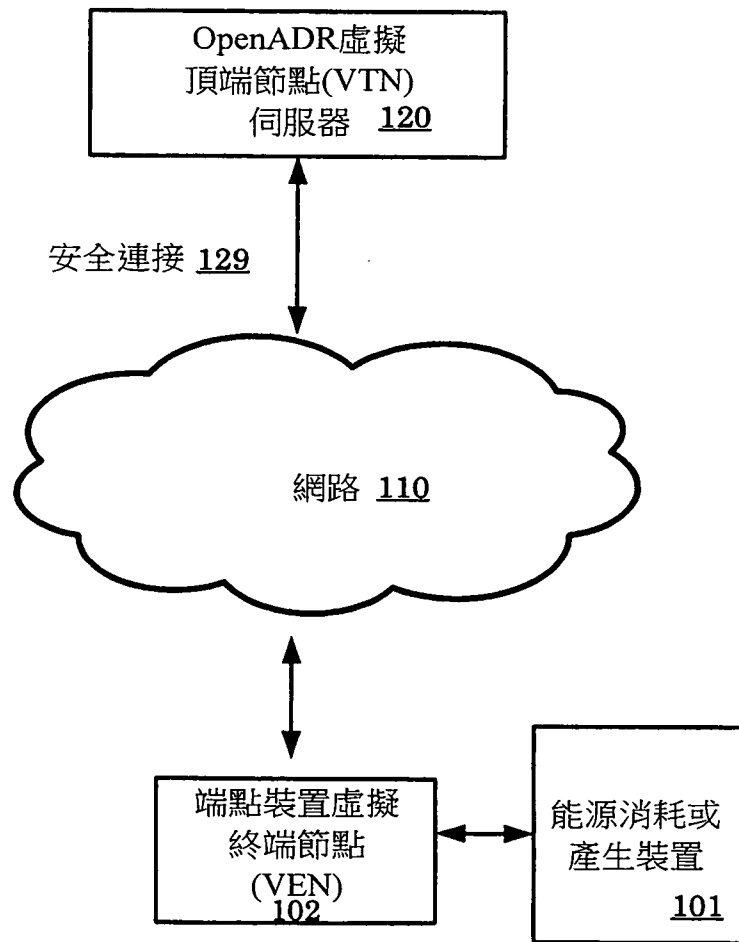 OpenADR虛擬
頂端節點(VTN)
伺服器 120
安全連接 129
網路 110
端點裝置虛擬
終端節點
(VEN)
102
能源消耗或
產生裝置
101